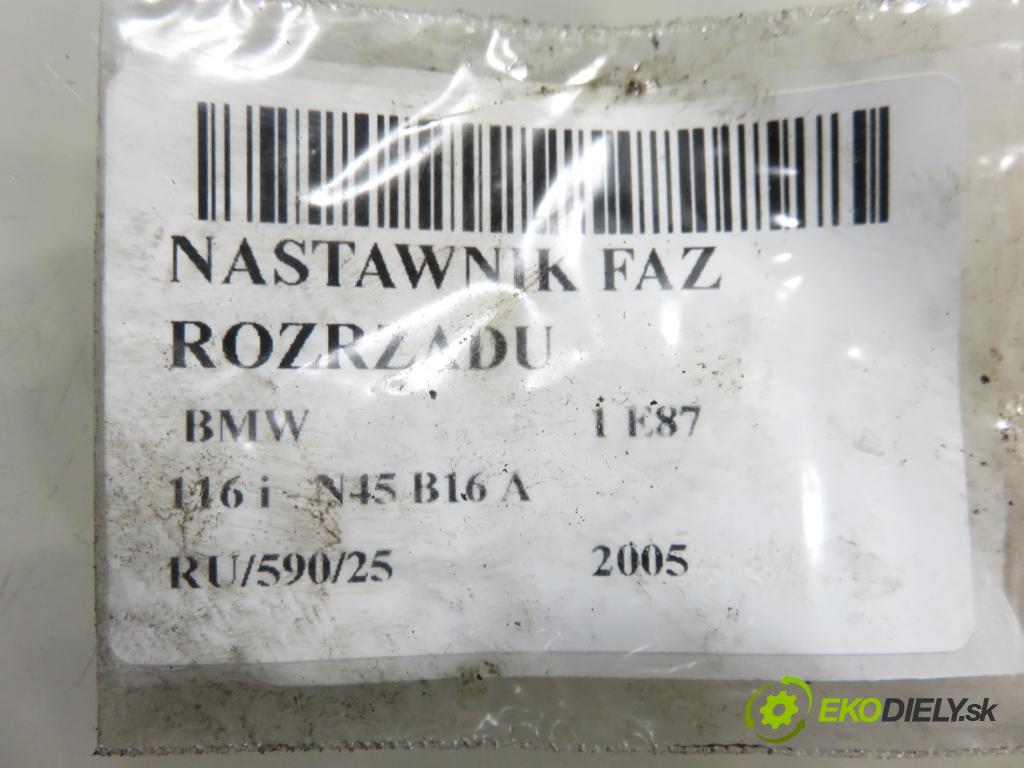 NASTAWNIK FAZ
ROZRZADU
BMW 1 E87
116 i - N45 B16 A
RU/590/25 2005
EKODIELY.sk